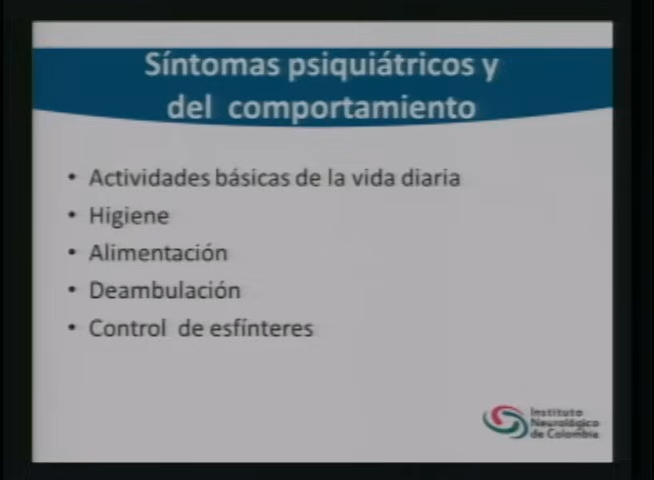 Síntomas psiquiátricos y
del comportamiento
• Actividades básicas de la vida diaria
• Higiene
• Alimentación
• Deambulación
• Control de esfínteres
Instituto
Neurológico
de Colombia